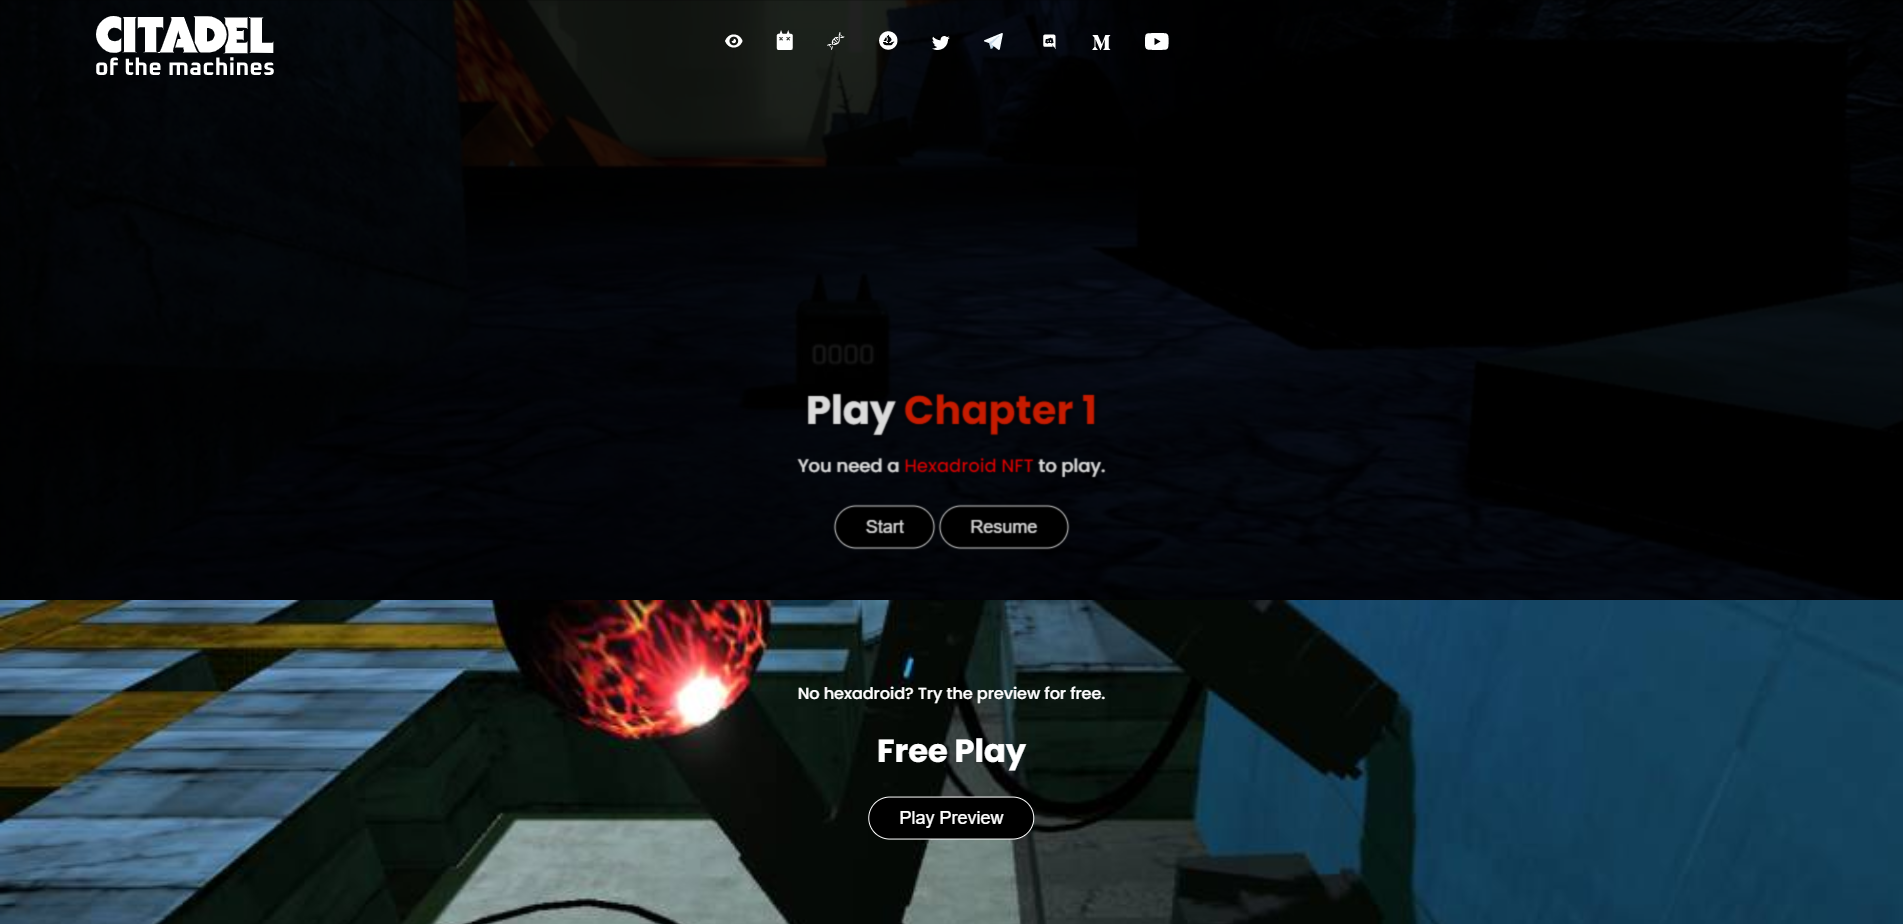 CITADEL
of the machines
0000
Play Chapter 1
You need a Hexadroid NFT to play.
Start Resume
No hexadroid? Try the preview for free.
Free Play
Play Preview